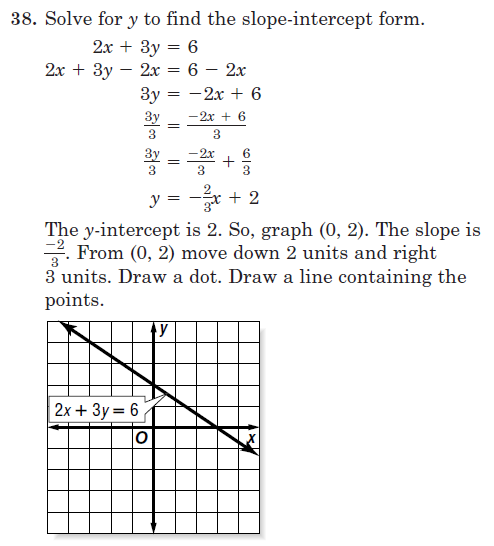 38. Solve for y to find the slope-intercept form.
2x + 3y = 6
2x + 3y − 2x = 6 − 2x
3y = −2x + 6
3y/3 = (−2x + 6)/3
3y/3 = −2x/3 + 6/3
y = −2/3x + 2
The y-intercept is 2. So, graph (0, 2). The slope is
−2/3. From (0, 2) move down 2 units and right
3 units. Draw a dot. Draw a line containing the
points.
y
2x + 3y = 6
O
x